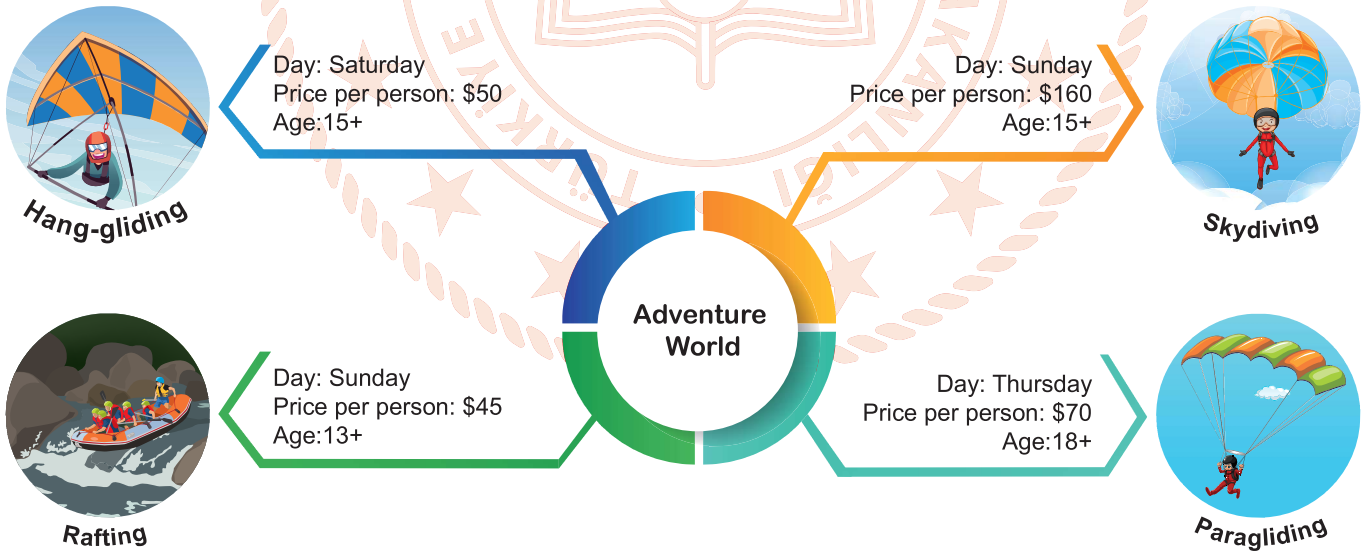 Day: Saturday
Price per person: $50
Age:15+
Hang-gliding
Day: Sunday
Price per person: $160
Age:15+
Skydiving
Adventure
World
Day: Sunday
Price per person: $45
Age:13+
Rafting
Day: Thursday
Price per person: $70
Age:18+
Paragliding
TÜRKİYE